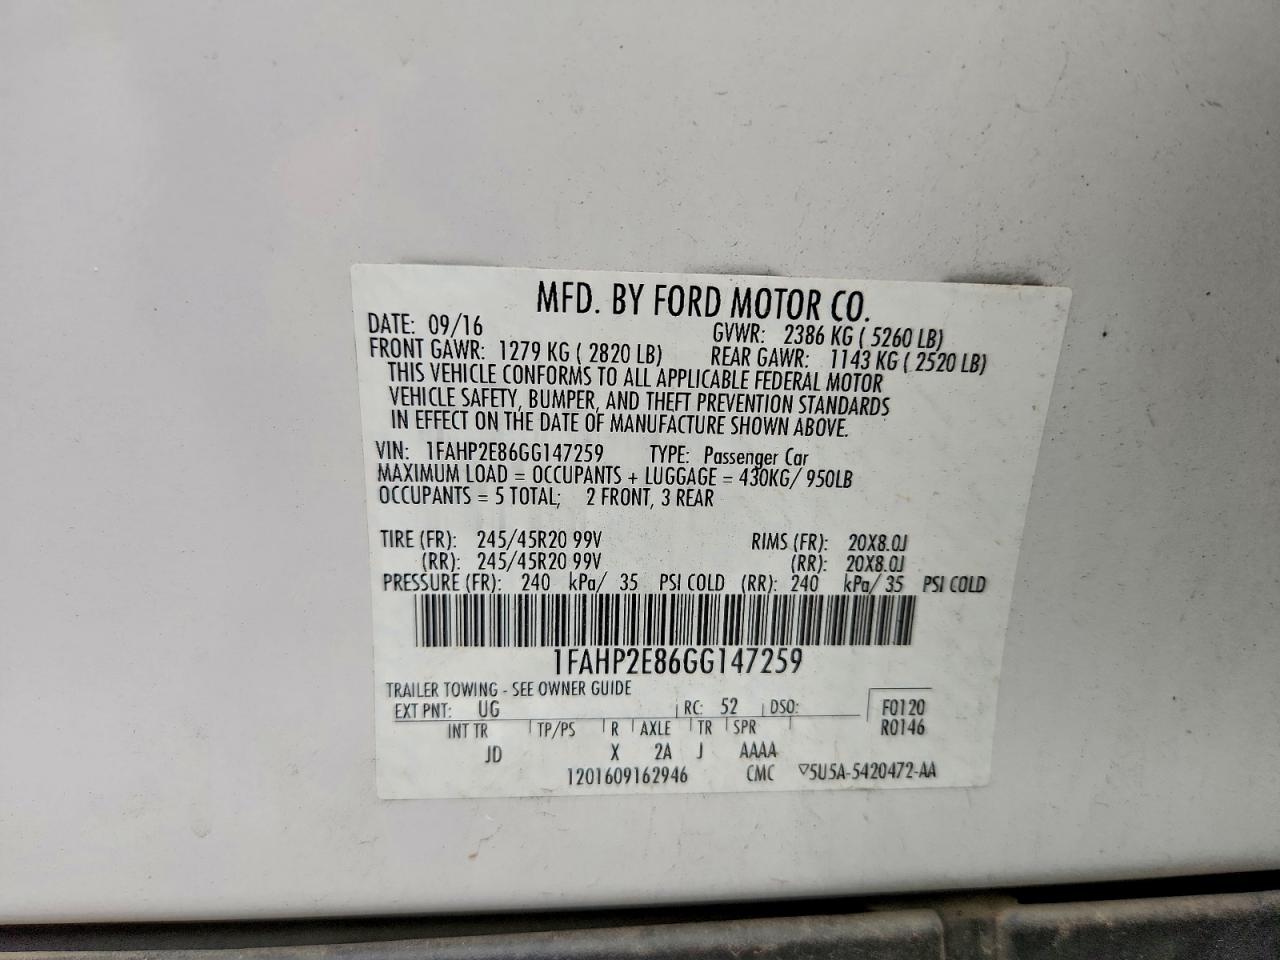 MFD. BY FORD MOTOR CO.
DATE: 09/16 GVWR: 2386 KG ( 5260 LB)
FRONT GAWR: 1279 KG ( 2820 LB) REAR GAWR: 1143 KG ( 2520 LB)
THIS VEHICLE CONFORMS TO ALL APPLICABLE FEDERAL MOTOR
VEHICLE SAFETY, BUMPER, AND THEFT PREVENTION STANDARDS
IN EFFECT ON THE DATE OF MANUFACTURE SHOWN ABOVE.
VIN: 1FAHP2E86GG147259 TYPE: Passenger Car
MAXIMUM LOAD = OCCUPANTS + LUGGAGE = 430KG/ 950LB
OCCUPANTS = 5 TOTAL; 2 FRONT, 3 REAR
TIRE (FR): 245/45R20 99V RIMS (FR): 20X8.0J
(RR): 245/45R20 99V (RR): 20X8.0J
PRESSURE (FR): 240 kPa/ 35 PSI COLD (RR): 240 kPa/ 35 PSI COLD
1FAHP2E86GG147259
TRAILER TOWING - SEE OWNER GUIDE
EXT PNT: UG RC: 52 DSO: F0120
INT TR TP/PS R AXLE TR SPR R0146
JD X 2A J AAAA
1201609162946 CMC ▽5U5A-5420472-AA